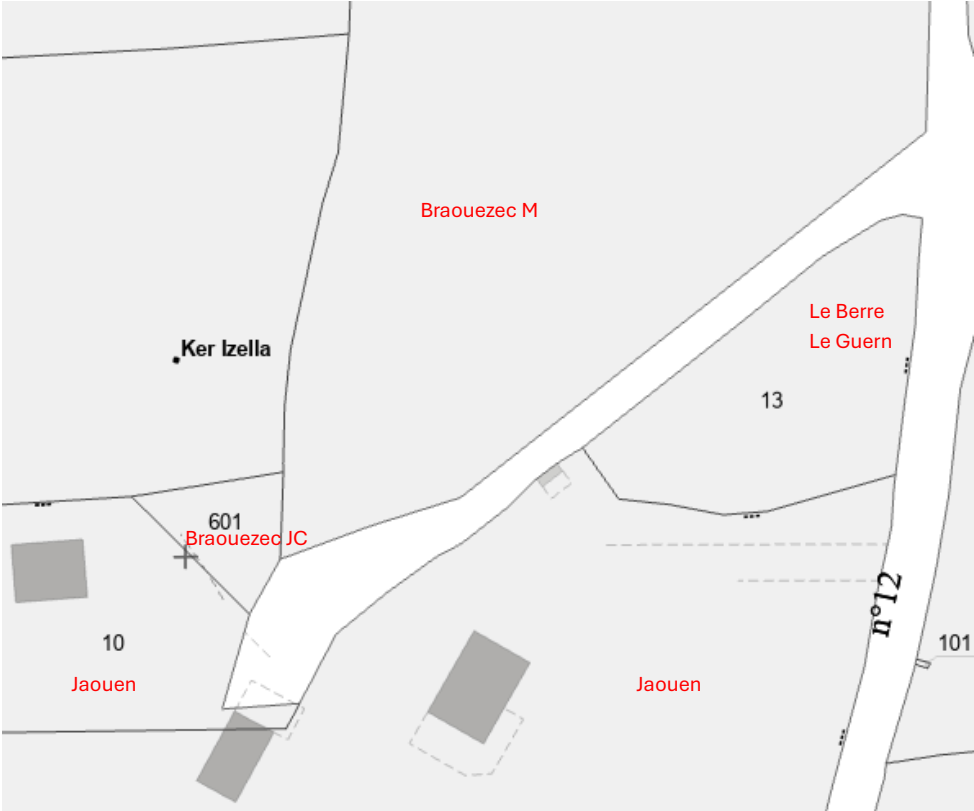 Braouezec M
Le Berre
Le Guern
Ker Izella
13
601
Braouezec JC
n°12
10
101
Jaouen
Jaouen